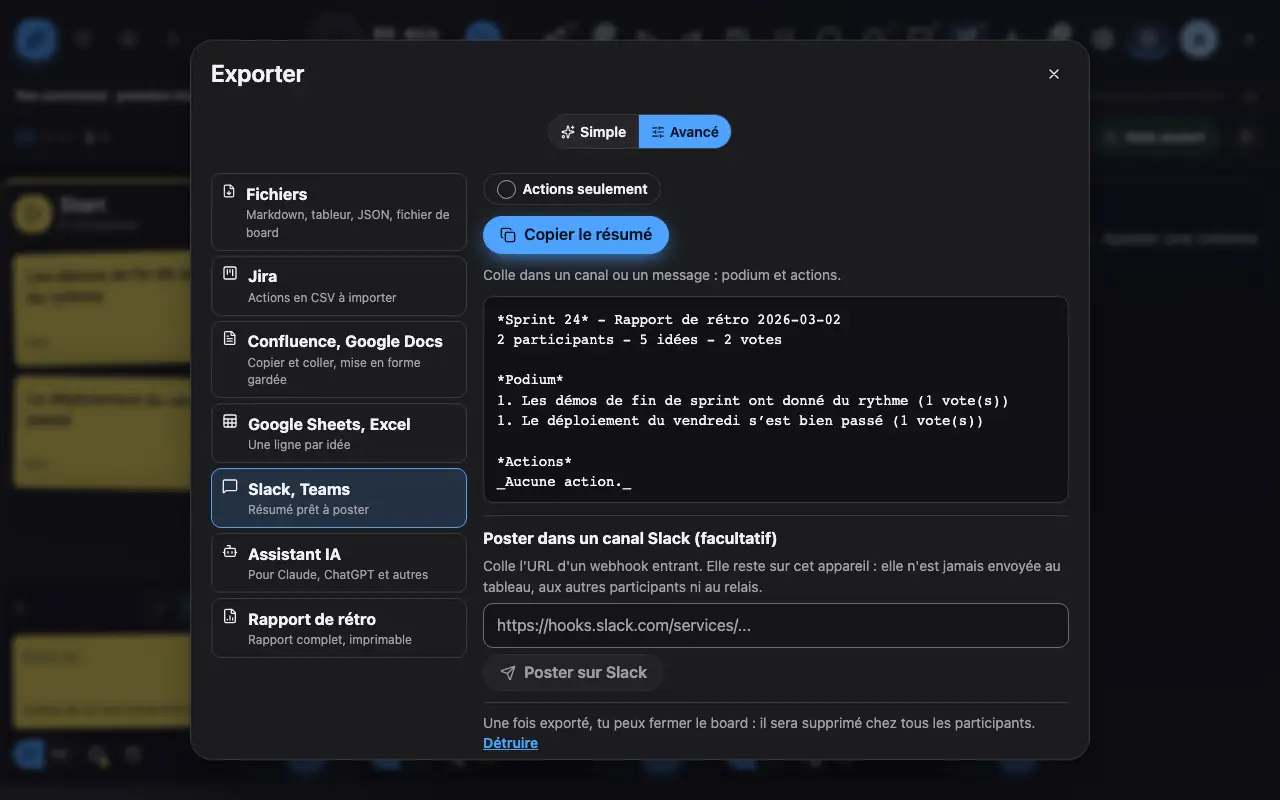 Exporter
Simple
Avancé
Fichiers
Markdown, tableur, JSON, fichier de
board
Jira
Actions en CSV à importer
Confluence, Google Docs
Copier et coller, mise en forme
gardée
Google Sheets, Excel
Une ligne par idée
Slack, Teams
Résumé prêt à poster
Assistant IA
Pour Claude, ChatGPT et autres
Rapport de rétro
Rapport complet, imprimable
Actions seulement
Copier le résumé
Colle dans un canal ou un message : podium et actions.
*Sprint 24* — Rapport de rétro 2026-03-02
2 participants — 5 idées — 2 votes
*Podium*
1. Les démos de fin de sprint ont donné du rythme (1 vote(s))
1. Le déploiement du vendredi s’est bien passé (1 vote(s))
*Actions*
_Aucune action._
Poster dans un canal Slack (facultatif)
Colle l'URL d'un webhook entrant. Elle reste sur cet appareil : elle n'est jamais envoyée au
tableau, aux autres participants ni au relais.
https://hooks.slack.com/services/...
Poster sur Slack
Une fois exporté, tu peux fermer le board : il sera supprimé chez tous les participants.
Détruire